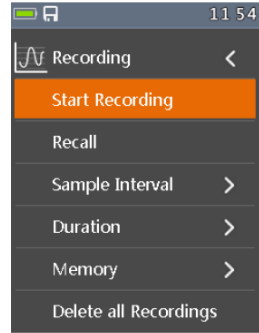 11 54
Recording
Start Recording
Recall
Sample Interval
Duration
Memory
Delete all Recordings